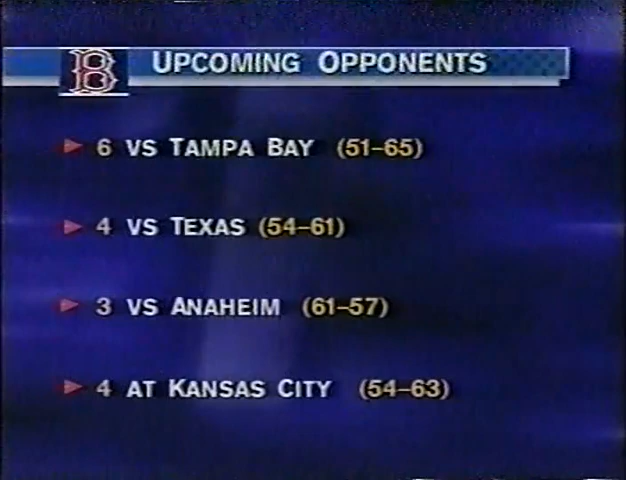 B UPCOMING OPPONENTS
6 VS TAMPA BAY (51-65)
4 VS TEXAS (54-61)
3 VS ANAHEIM (61-57)
4 AT KANSAS CITY (54-63)